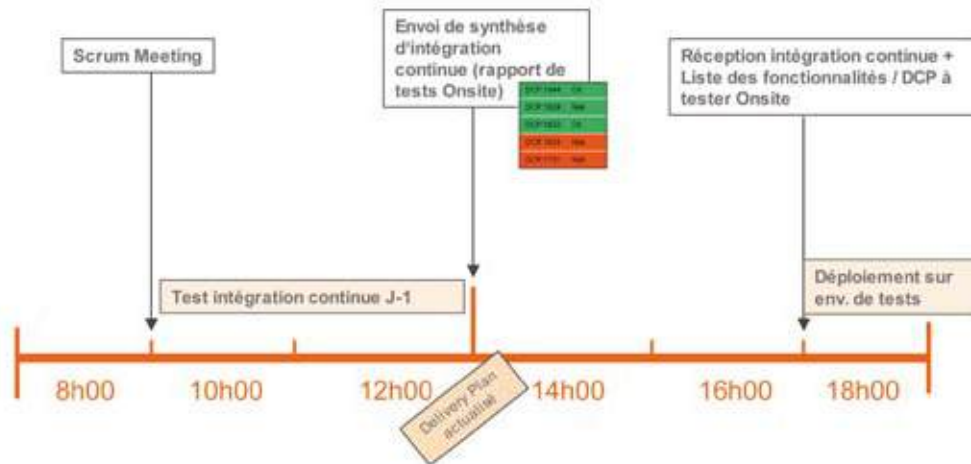 Scrum Meeting
Envoi de synthèse
d'intégration
continue (rapport de
tests Onsite)
Réception intégration continue +
Liste des fonctionnalités / DCP à
tester Onsite
Test intégration continue J-1
Déploiement sur
env. de tests
8h00
10h00
12h00
14h00
16h00
18h00
Delivery Plan
actualisé